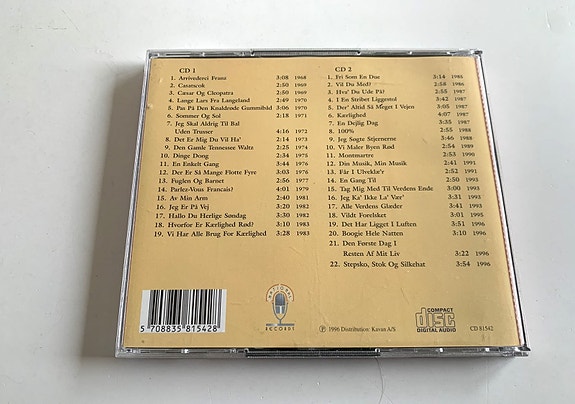 CD 1
1. Arrivederci Franz 3:08 1968
2. Casatscok 2:50 1969
3. Cæsar Og Cleopatra 2:50 1969
4. Lange Lars Fra Langeland 2:49 1970
5. Pas På Den Knaldrøde Gummibåd 3:06 1970
6. Sommer Og Sol 2:18 1971
7. Jeg Skal Aldrig Til Bal
Uden Trusser 4:16 1972
8. Det Er Mig Du Vil Ha' 2:14 1973
9. Den Gamle Tennessee Waltz 2:25 1974
10. Dinge Dong 2:34 1975
11. En Enkelt Gang 3:44 1976
12. Der Er Så Mange Flotte Fyre 3:03 1976
13. Fuglen Og Barnet 2:56 1977
14. Parlez-Vous Francais? 4:01 1979
15. Av Min Arm 2:20 1981
16. Jeg Er På Vej 3:20 1982
17. Hallo Du Herlige Søndag 3:30 1982
18. Hvorfor Er Kærlighed Rød? 3:10 1983
19. Vi Har Alle Brug For Kærlighed 3:28 1983
CD 2
1. Fri Som En Due 3:14 1985
2. Vil Du Med? 2:58 1986
3. Hva' Du Ude På? 2:55 1987
4. I En Stribet Liggestol 3:42 1987
5. Der' Altid Så Meget I Vejen 3:05 1987
6. Kærlighed 4:07 1987
7. En Dejlig Dag 3:35 1987
8. 100% 2:55 1988
9. Jeg Søgte Stjernerne 3:46 1988
10. Vi Maler Byen Rød 2:54 1989
11. Montmartre 2:53 1990
12. Din Musik, Min Musik 2:41 1991
13. Får I Ulveklæ'r 2:52 1991
14. En Gang Til 2:50 1993
15. Tag Mig Med Til Verdens Ende 3:00 1993
16. Jeg Ka' Ikke La' Vær' 3:31 1993
17. Alle Verdens Glæder 3:41 1993
18. Vildt Forelsket 3:01 1995
19. Det Har Ligget I Luften 3:51 1996
20. Boogie Hele Natten 3:10 1996
21. Den Første Dag I
Resten Af Mit Liv 3:22 1996
22. Stepsko, Stok Og Silkehat 3:54 1996
5 708835 815428
NATIONAL
RECORDS
℗ 1996 Distribution: Kavan A/S
COMPACT
disc
DIGITAL AUDIO
CD 81542